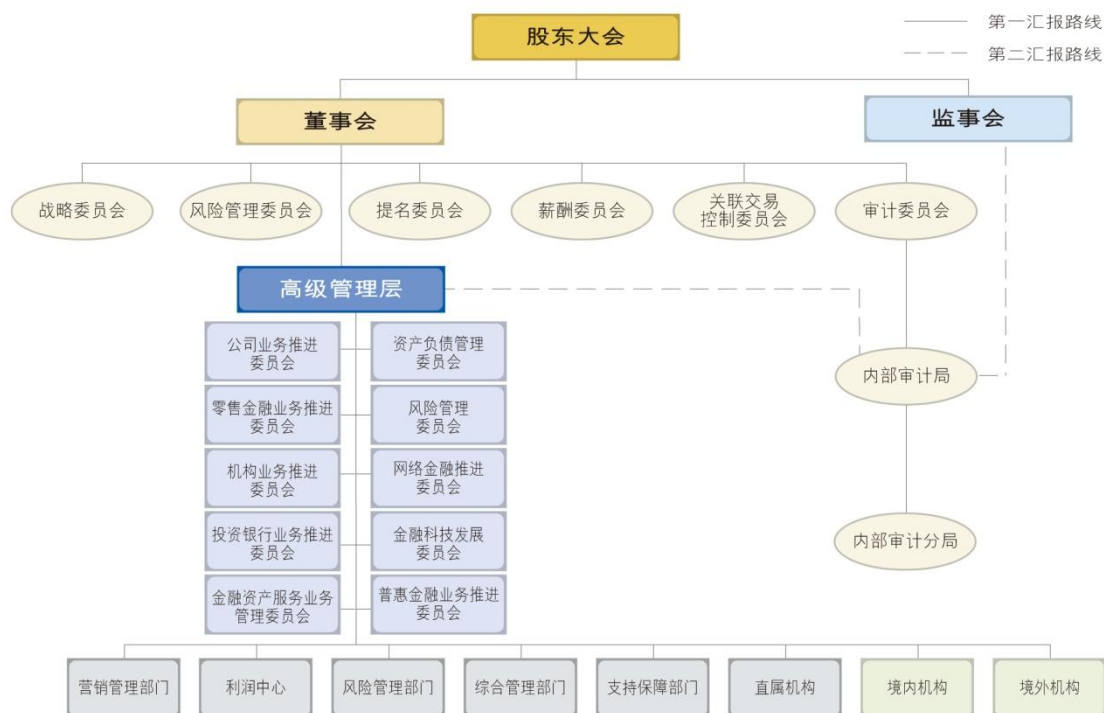 股东大会
第一汇报路线
第二汇报路线
董事会
监事会
战略委员会
风险管理委员会
提名委员会
薪酬委员会
关联交易
控制委员会
审计委员会
高级管理层
公司业务推进
委员会
资产负债管理
委员会
内部审计局
零售金融业务推进
委员会
风险管理
委员会
机构业务推进
委员会
网络金融推进
委员会
投资银行业务推进
委员会
金融科技发展
委员会
内部审计分局
金融资产服务业务
管理委员会
普惠金融业务推进
委员会
营销管理部门
利润中心
风险管理部门
综合管理部门
支持保障部门
直属机构
境内机构
境外机构